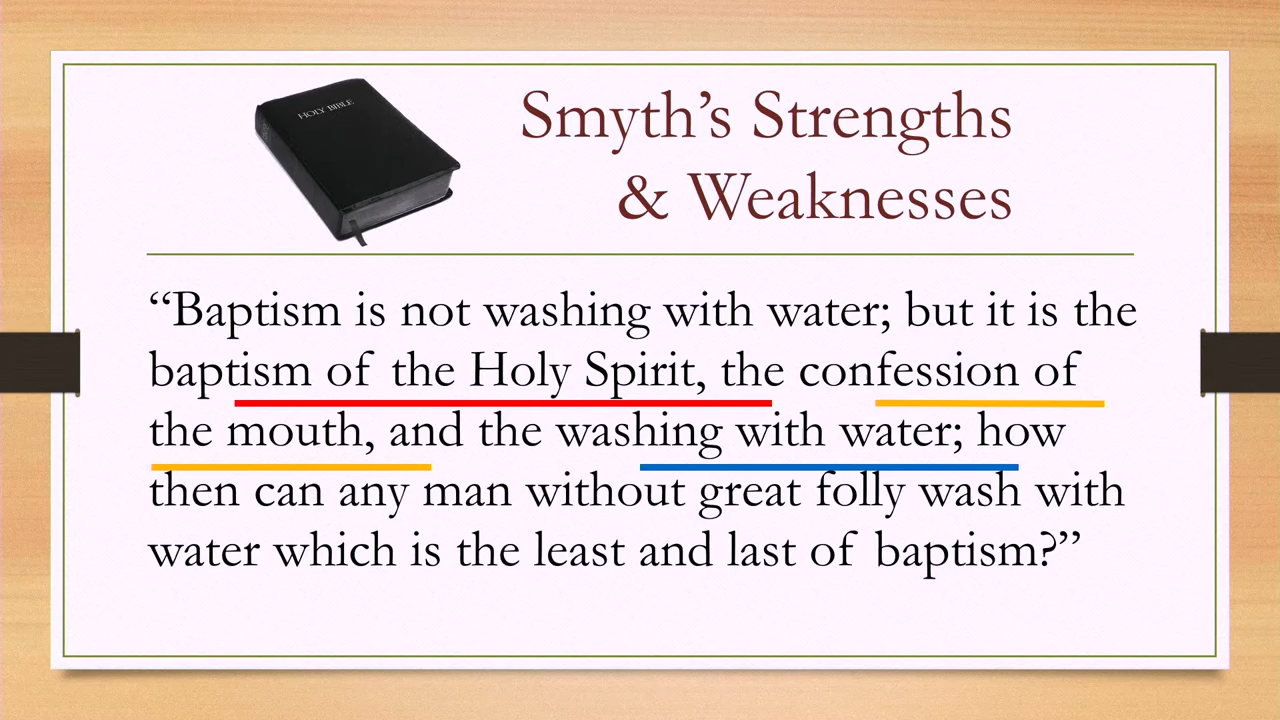 HOLY BIBLE
Smyth’s Strengths
& Weaknesses
“Baptism is not washing with water; but it is the
baptism of the Holy Spirit, the confession of
the mouth, and the washing with water; how
then can any man without great folly wash with
water which is the least and last of baptism?”